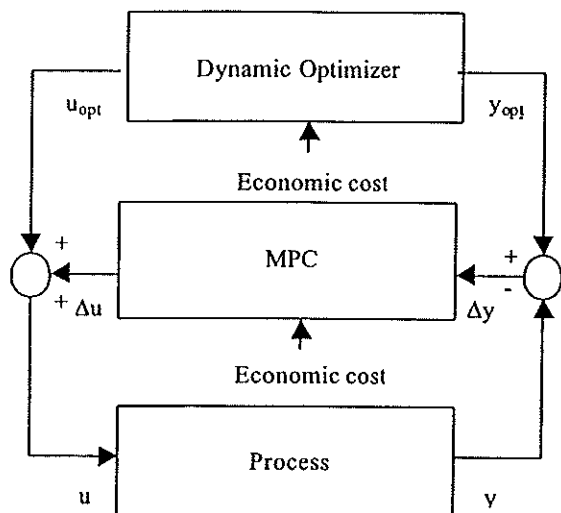 Dynamic Optimizer
u_opt
y_opt
Economic cost
+
+
MPC
+
Δu
-
Δy
Economic cost
Process
u
y